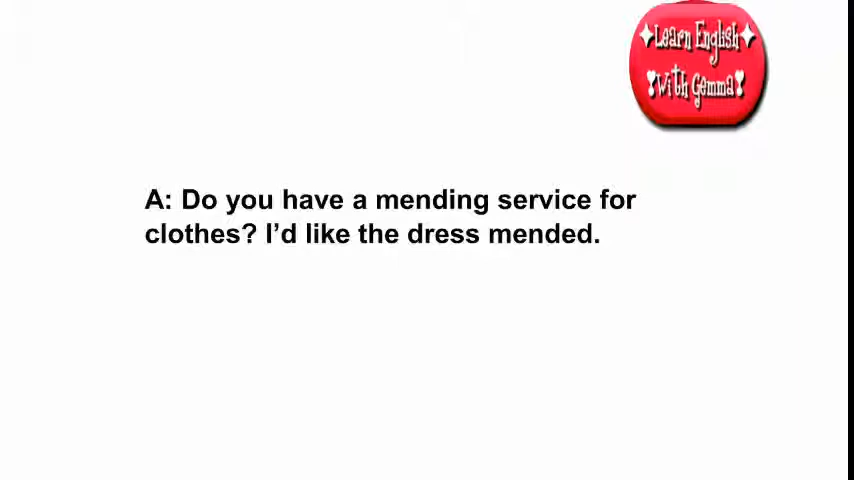 ✦Learn English✦
❣With Gemma❣
A: Do you have a mending service for
clothes? I’d like the dress mended.